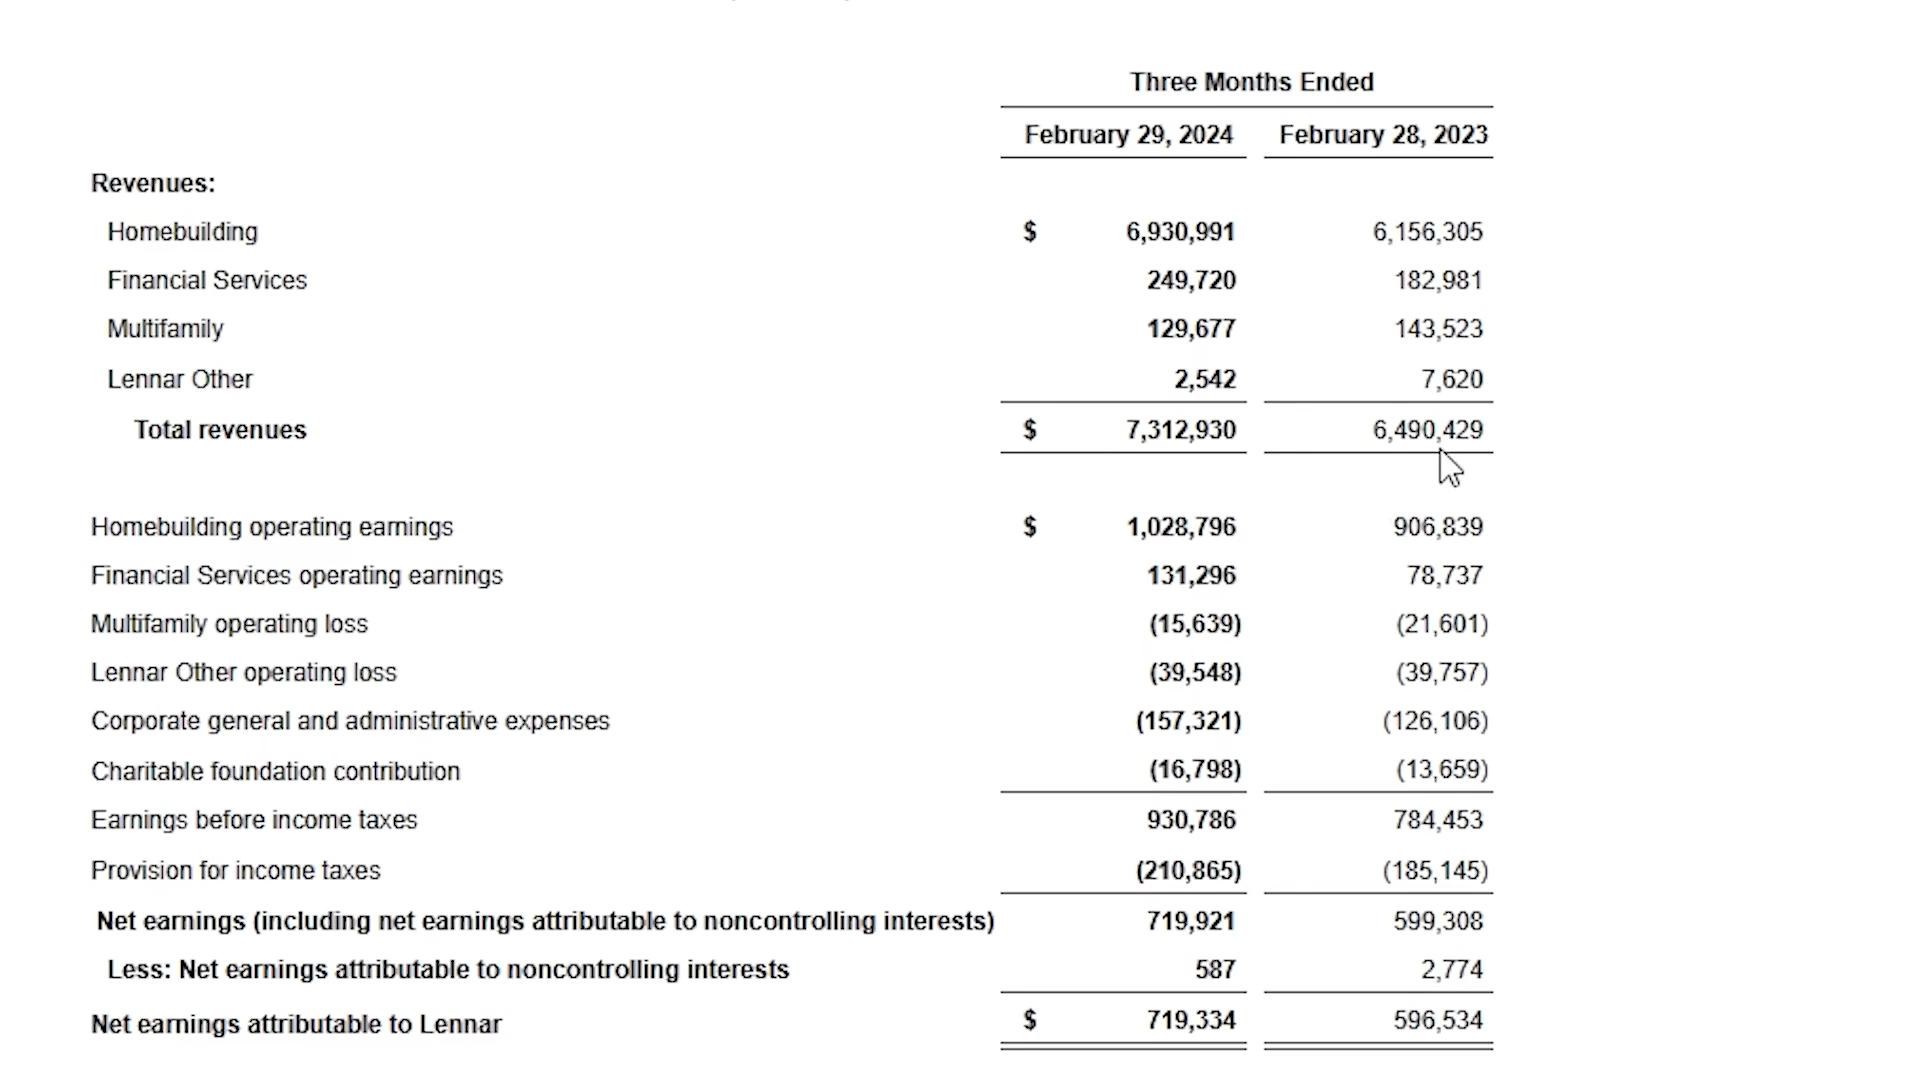 Three Months Ended
February 29, 2024 February 28, 2023
Revenues:
Homebuilding $ 6,930,991 6,156,305
Financial Services 249,720 182,981
Multifamily 129,677 143,523
Lennar Other 2,542 7,620
Total revenues $ 7,312,930 6,490,429
Homebuilding operating earnings $ 1,028,796 906,839
Financial Services operating earnings 131,296 78,737
Multifamily operating loss (15,639) (21,601)
Lennar Other operating loss (39,548) (39,757)
Corporate general and administrative expenses (157,321) (126,106)
Charitable foundation contribution (16,798) (13,659)
Earnings before income taxes 930,786 784,453
Provision for income taxes (210,865) (185,145)
Net earnings (including net earnings attributable to noncontrolling interests) 719,921 599,308
Less: Net earnings attributable to noncontrolling interests 587 2,774
Net earnings attributable to Lennar $ 719,334 596,534